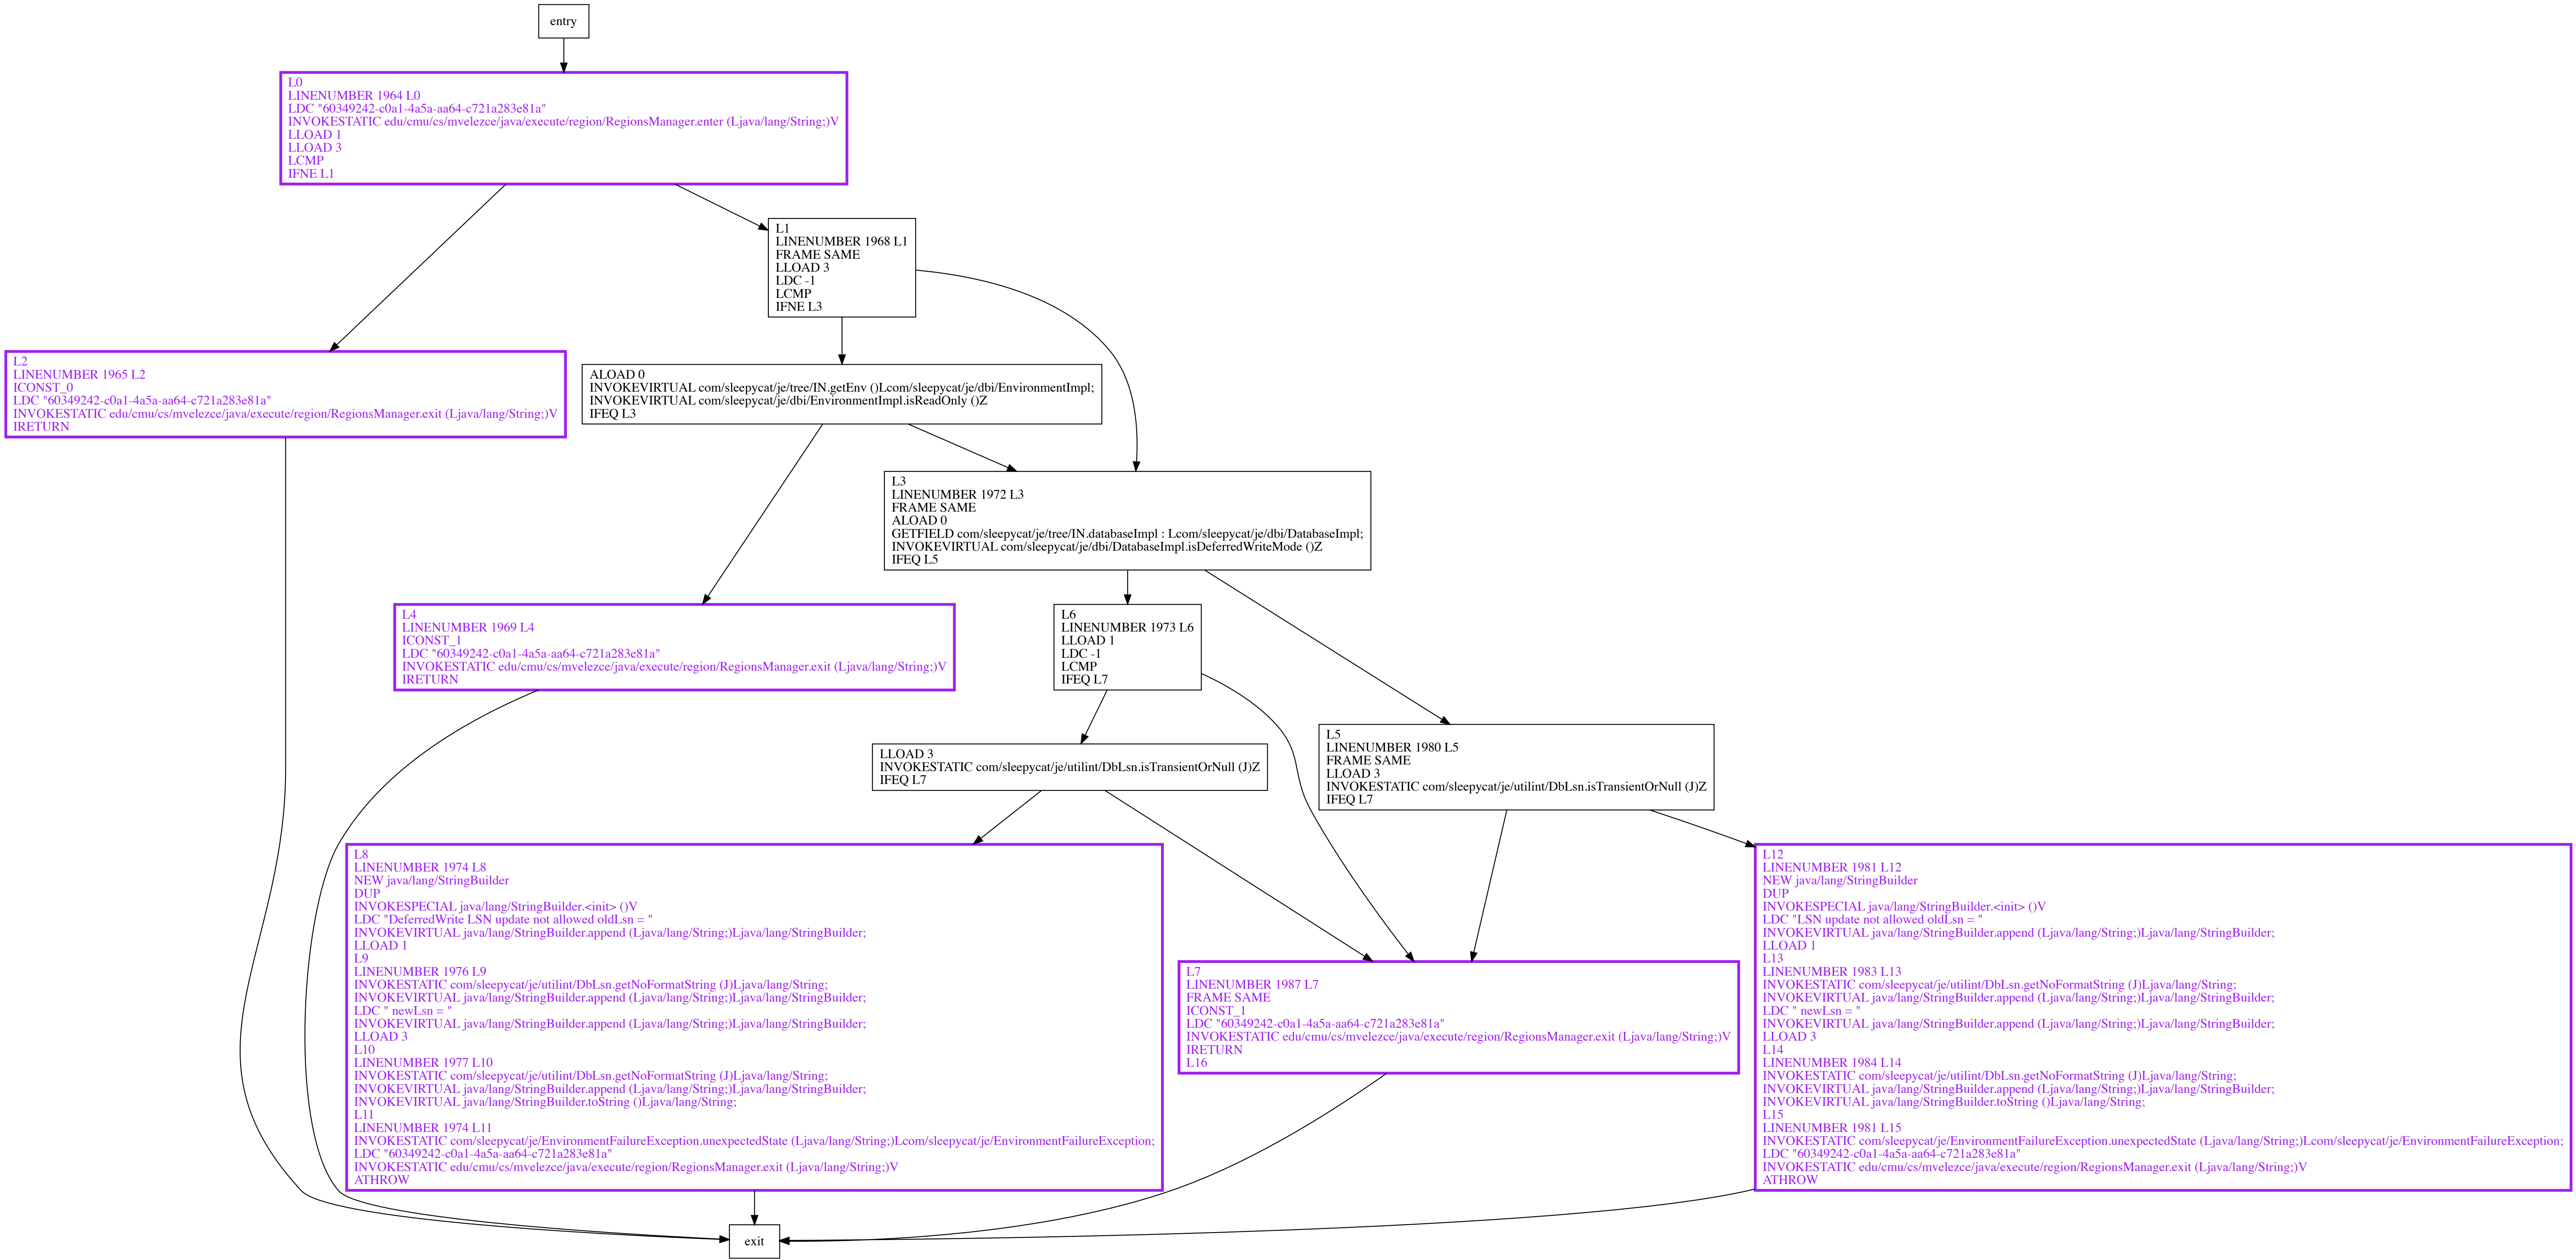 entry
L0
LINENUMBER 1964 L0
LDC "60349242-c0a1-4a5a-aa64-c721a283e81a"
INVOKESTATIC edu/cmu/cs/mvelezce/java/execute/region/RegionsManager.enter (Ljava/lang/String;)V
LLOAD 1
LLOAD 3
LCMP
IFNE L1
L1
LINENUMBER 1968 L1
FRAME SAME
LLOAD 3
LDC -1
LCMP
IFNE L3
L2
LINENUMBER 1965 L2
ICONST_0
LDC "60349242-c0a1-4a5a-aa64-c721a283e81a"
INVOKESTATIC edu/cmu/cs/mvelezce/java/execute/region/RegionsManager.exit (Ljava/lang/String;)V
IRETURN
ALOAD 0
INVOKEVIRTUAL com/sleepycat/je/tree/IN.getEnv ()Lcom/sleepycat/je/dbi/EnvironmentImpl;
INVOKEVIRTUAL com/sleepycat/je/dbi/EnvironmentImpl.isReadOnly ()Z
IFEQ L3
L3
LINENUMBER 1972 L3
FRAME SAME
ALOAD 0
GETFIELD com/sleepycat/je/tree/IN.databaseImpl : Lcom/sleepycat/je/dbi/DatabaseImpl;
INVOKEVIRTUAL com/sleepycat/je/dbi/DatabaseImpl.isDeferredWriteMode ()Z
IFEQ L5
L4
LINENUMBER 1969 L4
ICONST_1
LDC "60349242-c0a1-4a5a-aa64-c721a283e81a"
INVOKESTATIC edu/cmu/cs/mvelezce/java/execute/region/RegionsManager.exit (Ljava/lang/String;)V
IRETURN
L6
LINENUMBER 1973 L6
LLOAD 1
LDC -1
LCMP
IFEQ L7
L5
LINENUMBER 1980 L5
FRAME SAME
LLOAD 3
INVOKESTATIC com/sleepycat/je/utilint/DbLsn.isTransientOrNull (J)Z
IFEQ L7
LLOAD 3
INVOKESTATIC com/sleepycat/je/utilint/DbLsn.isTransientOrNull (J)Z
IFEQ L7
L8
LINENUMBER 1974 L8
NEW java/lang/StringBuilder
DUP
INVOKESPECIAL java/lang/StringBuilder.<init> ()V
LDC "DeferredWrite LSN update not allowed oldLsn = "
INVOKEVIRTUAL java/lang/StringBuilder.append (Ljava/lang/String;)Ljava/lang/StringBuilder;
LLOAD 1
L9
LINENUMBER 1976 L9
INVOKESTATIC com/sleepycat/je/utilint/DbLsn.getNoFormatString (J)Ljava/lang/String;
INVOKEVIRTUAL java/lang/StringBuilder.append (Ljava/lang/String;)Ljava/lang/StringBuilder;
LDC " newLsn = "
INVOKEVIRTUAL java/lang/StringBuilder.append (Ljava/lang/String;)Ljava/lang/StringBuilder;
LLOAD 3
L10
LINENUMBER 1977 L10
INVOKESTATIC com/sleepycat/je/utilint/DbLsn.getNoFormatString (J)Ljava/lang/String;
INVOKEVIRTUAL java/lang/StringBuilder.append (Ljava/lang/String;)Ljava/lang/StringBuilder;
INVOKEVIRTUAL java/lang/StringBuilder.toString ()Ljava/lang/String;
L11
LINENUMBER 1974 L11
INVOKESTATIC com/sleepycat/je/EnvironmentFailureException.unexpectedState (Ljava/lang/String;)Lcom/sleepycat/je/EnvironmentFailureException;
LDC "60349242-c0a1-4a5a-aa64-c721a283e81a"
INVOKESTATIC edu/cmu/cs/mvelezce/java/execute/region/RegionsManager.exit (Ljava/lang/String;)V
ATHROW
L7
LINENUMBER 1987 L7
FRAME SAME
ICONST_1
LDC "60349242-c0a1-4a5a-aa64-c721a283e81a"
INVOKESTATIC edu/cmu/cs/mvelezce/java/execute/region/RegionsManager.exit (Ljava/lang/String;)V
IRETURN
L16
L12
LINENUMBER 1981 L12
NEW java/lang/StringBuilder
DUP
INVOKESPECIAL java/lang/StringBuilder.<init> ()V
LDC "LSN update not allowed oldLsn = "
INVOKEVIRTUAL java/lang/StringBuilder.append (Ljava/lang/String;)Ljava/lang/StringBuilder;
LLOAD 1
L13
LINENUMBER 1983 L13
INVOKESTATIC com/sleepycat/je/utilint/DbLsn.getNoFormatString (J)Ljava/lang/String;
INVOKEVIRTUAL java/lang/StringBuilder.append (Ljava/lang/String;)Ljava/lang/StringBuilder;
LDC " newLsn = "
INVOKEVIRTUAL java/lang/StringBuilder.append (Ljava/lang/String;)Ljava/lang/StringBuilder;
LLOAD 3
L14
LINENUMBER 1984 L14
INVOKESTATIC com/sleepycat/je/utilint/DbLsn.getNoFormatString (J)Ljava/lang/String;
INVOKEVIRTUAL java/lang/StringBuilder.append (Ljava/lang/String;)Ljava/lang/StringBuilder;
INVOKEVIRTUAL java/lang/StringBuilder.toString ()Ljava/lang/String;
L15
LINENUMBER 1981 L15
INVOKESTATIC com/sleepycat/je/EnvironmentFailureException.unexpectedState (Ljava/lang/String;)Lcom/sleepycat/je/EnvironmentFailureException;
LDC "60349242-c0a1-4a5a-aa64-c721a283e81a"
INVOKESTATIC edu/cmu/cs/mvelezce/java/execute/region/RegionsManager.exit (Ljava/lang/String;)V
ATHROW
exit